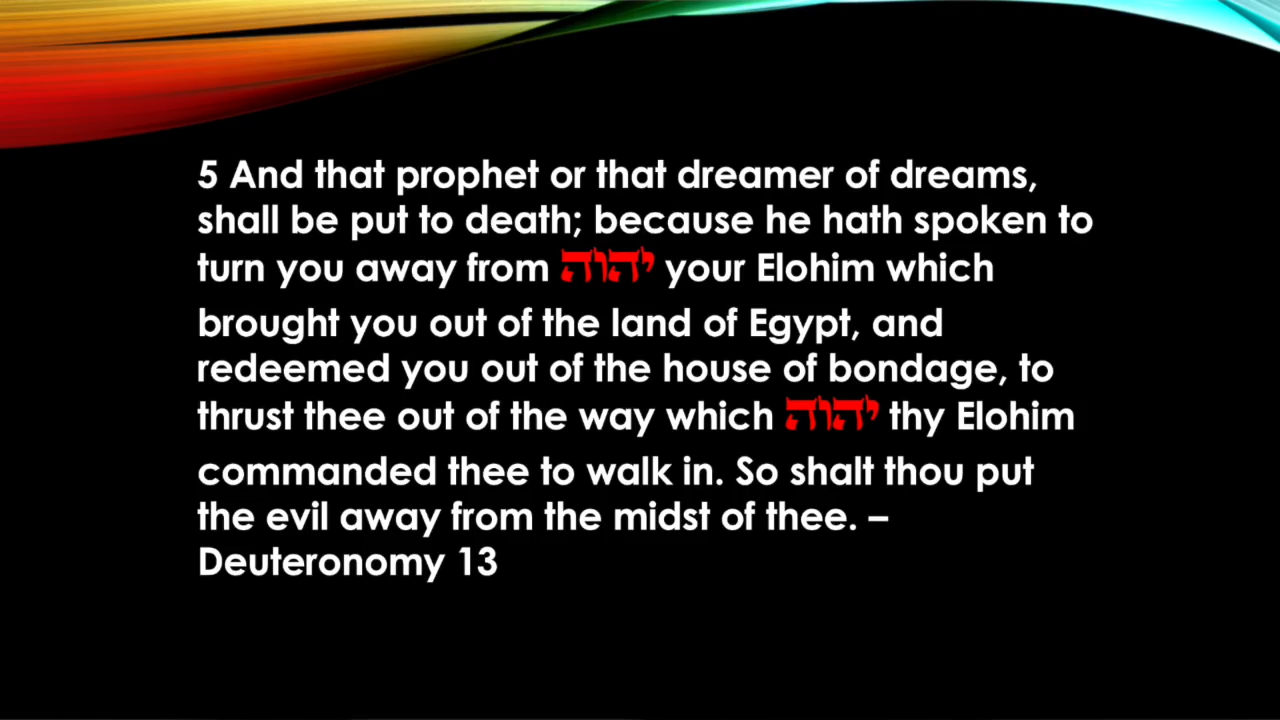 5 And that prophet or that dreamer of dreams,
shall be put to death; because he hath spoken to
turn you away from יהוה your Elohim which
brought you out of the land of Egypt, and
redeemed you out of the house of bondage, to
thrust thee out of the way which יהוה thy Elohim
commanded thee to walk in. So shalt thou put
the evil away from the midst of thee. –
Deuteronomy 13